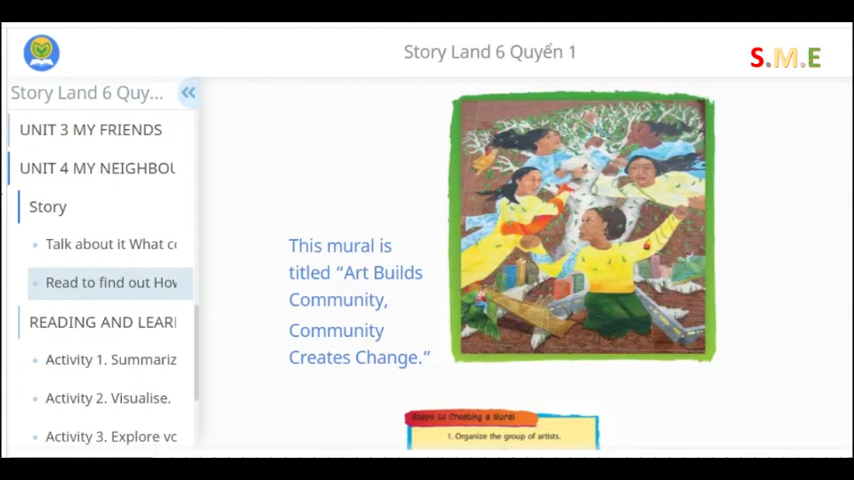 Story Land 6 Quyển 1
S.M.E
Story Land 6 Quy...
UNIT 3 MY FRIENDS
UNIT 4 MY NEIGHBOU
Story
Talk about it What co
Read to find out How
READING AND LEARI
Activity 1. Summariz
Activity 2. Visualise.
Activity 3. Explore vo
This mural is
titled “Art Builds
Community,
Community
Creates Change.”
Steps to Creating a Mural
1. Organize the group of artists.